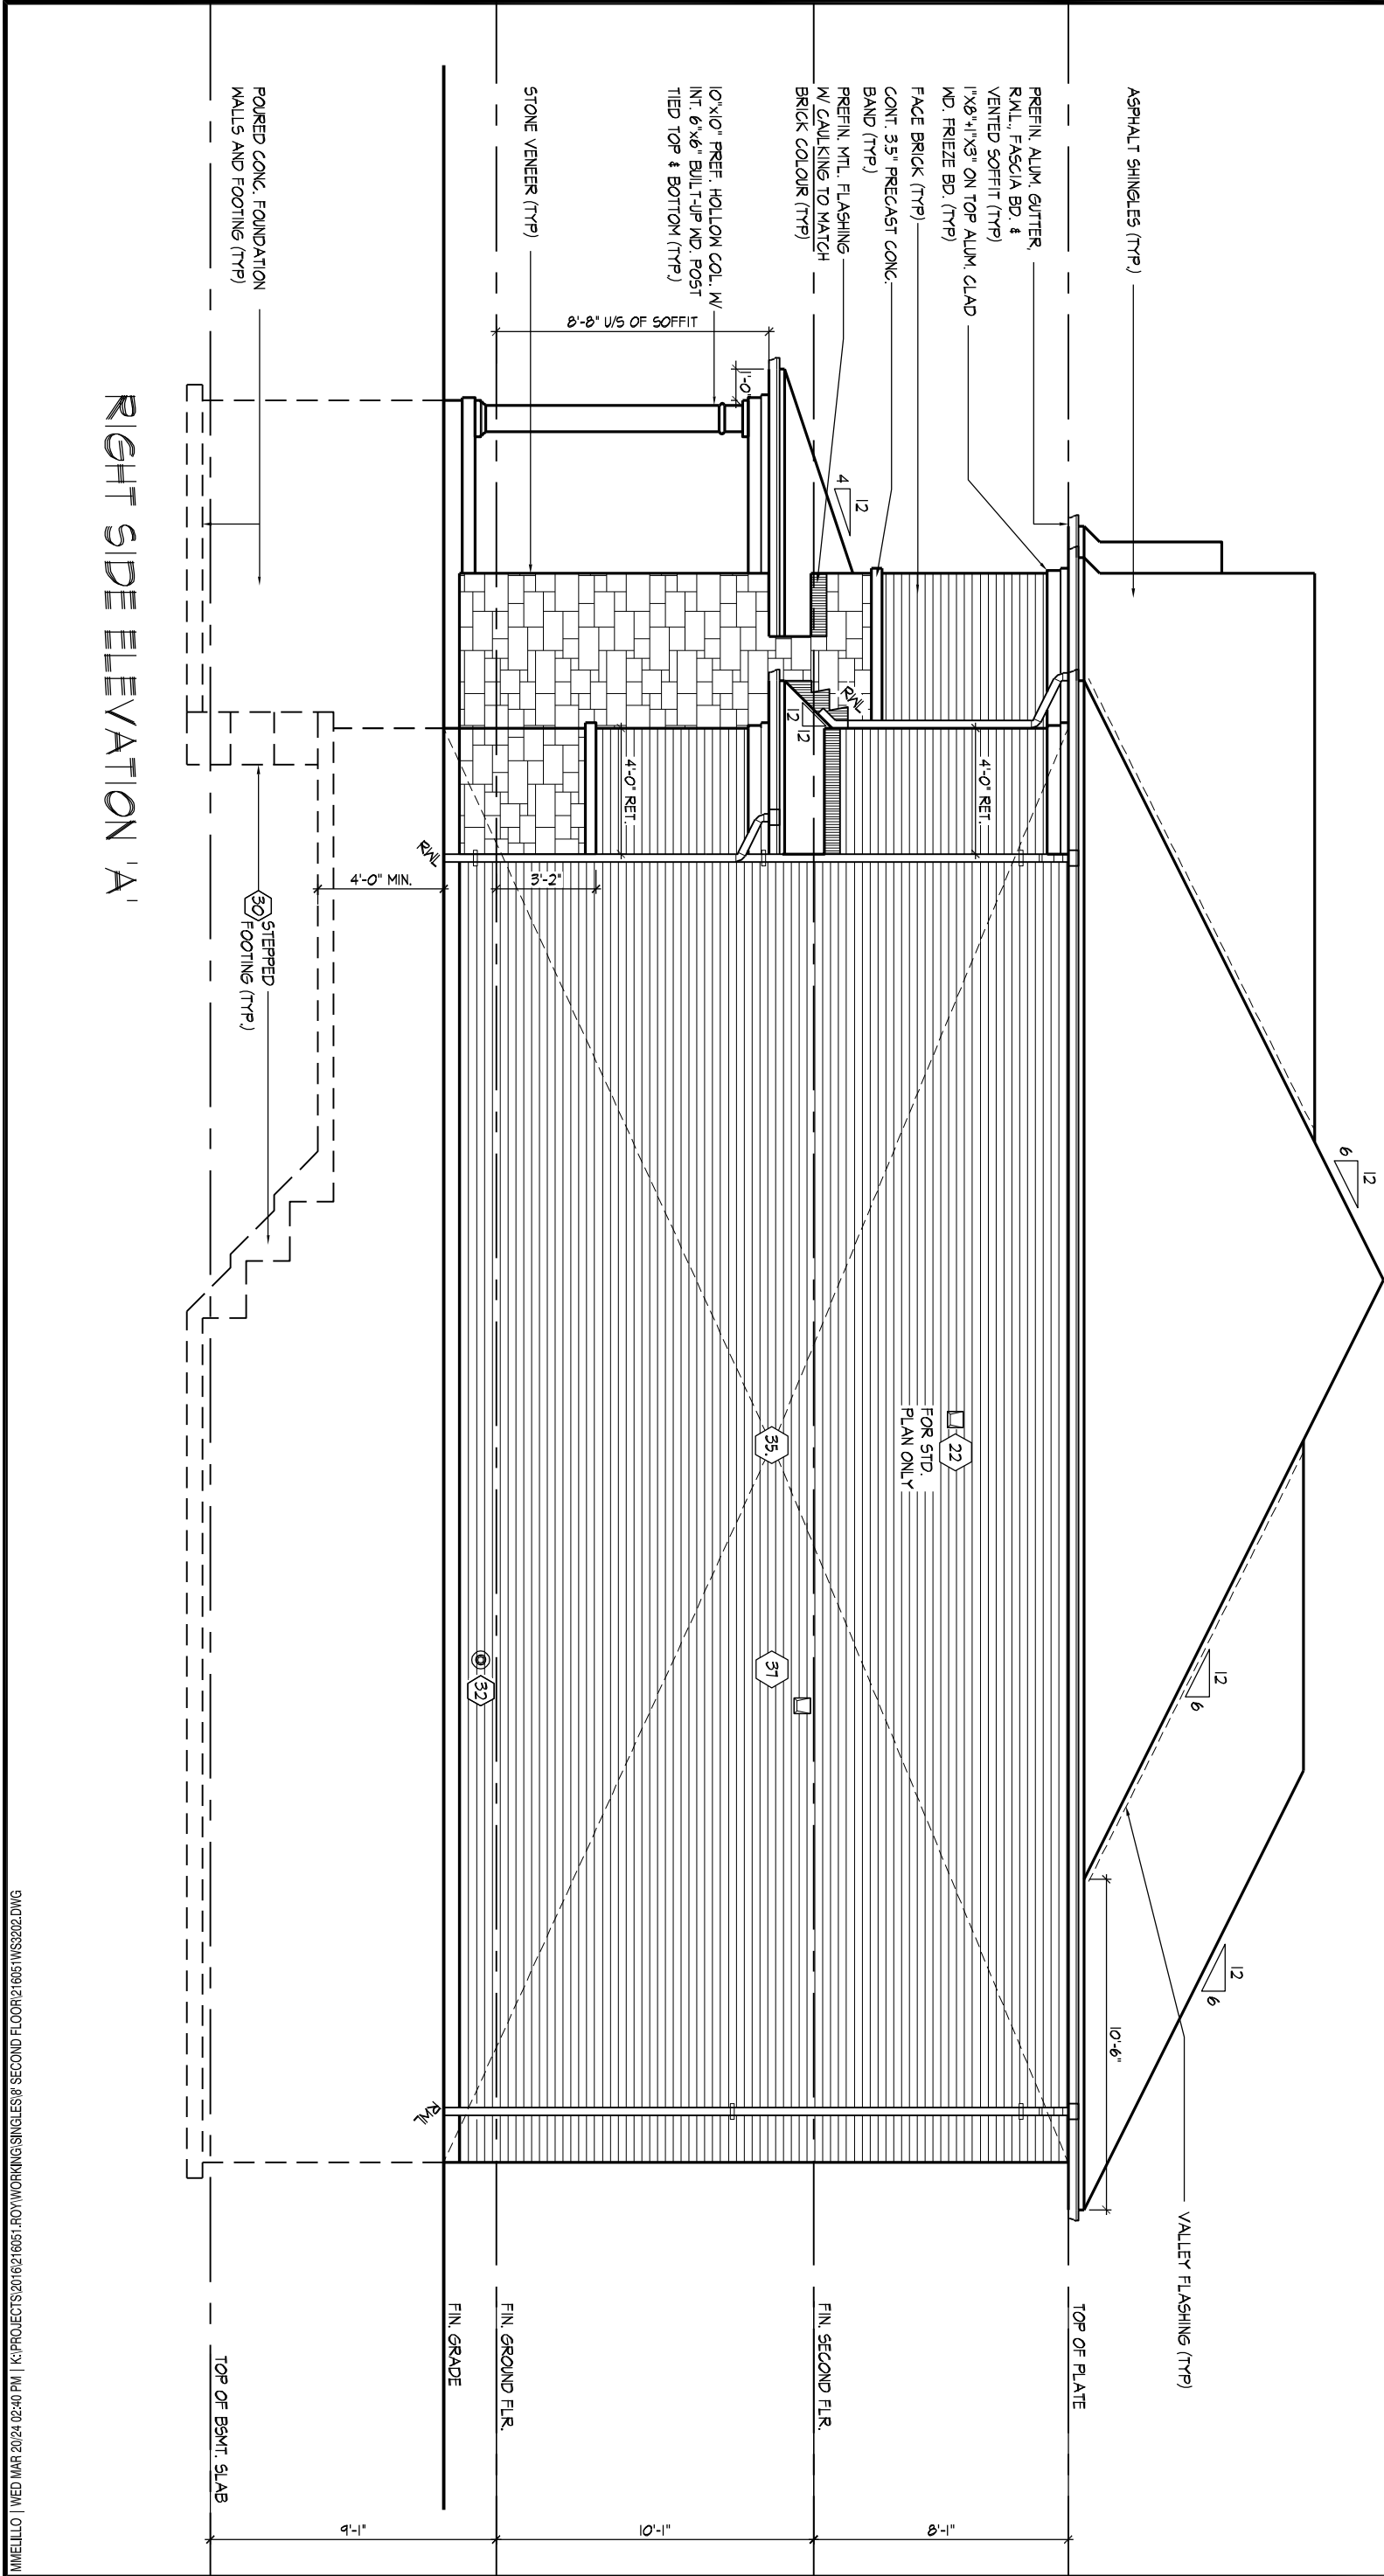 ASPHALT SHINGLES (TYP.)
PREFIN. ALUM. GUTTER,
R.W.L., FASCIA BD. &
VENTED SOFFIT (TYP)
1"X8"+1"X3" ON TOP ALUM. CLAD
WD. FRIEZE BD. (TYP)
FACE BRICK (TYP)
CONT. 3.5" PRECAST CONC.
BAND (TYP.)
PREFIN. MTL. FLASHING
W/ CAULKING TO MATCH
BRICK COLOUR (TYP)
10"x10" PREF. HOLLOW COL. W/
INT. 6"x6" BUILT-UP WD. POST
TIED TOP & BOTTOM (TYP.)
STONE VENEER (TYP)
POURED CONC. FOUNDATION
WALLS AND FOOTING (TYP)
8'-8" U/S OF SOFFIT
1'-0"
12
4
RWL
12
12
4'-0" RET.
4'-0" RET.
RWL
3'-2"
4'-0" MIN.
30
STEPPED
FOOTING (TYP.)
12
6
22
FOR STD.
PLAN ONLY
35.
37
32
12
6
12
6
10'-6"
RWL
VALLEY FLASHING (TYP)
TOP OF PLATE
FIN. SECOND FLR.
FIN. GROUND FLR.
FIN. GRADE
TOP OF BSMT. SLAB
8'-1"
10'-1"
9'-1"
RIGHT SIDE ELEVATION 'A'
MMELILLO | WED MAR 20/24 02:40 PM | K:\PROJECTS\2016\216051.ROY\WORKING\SINGLES\8' SECOND FLOOR\216051WS3202.DWG